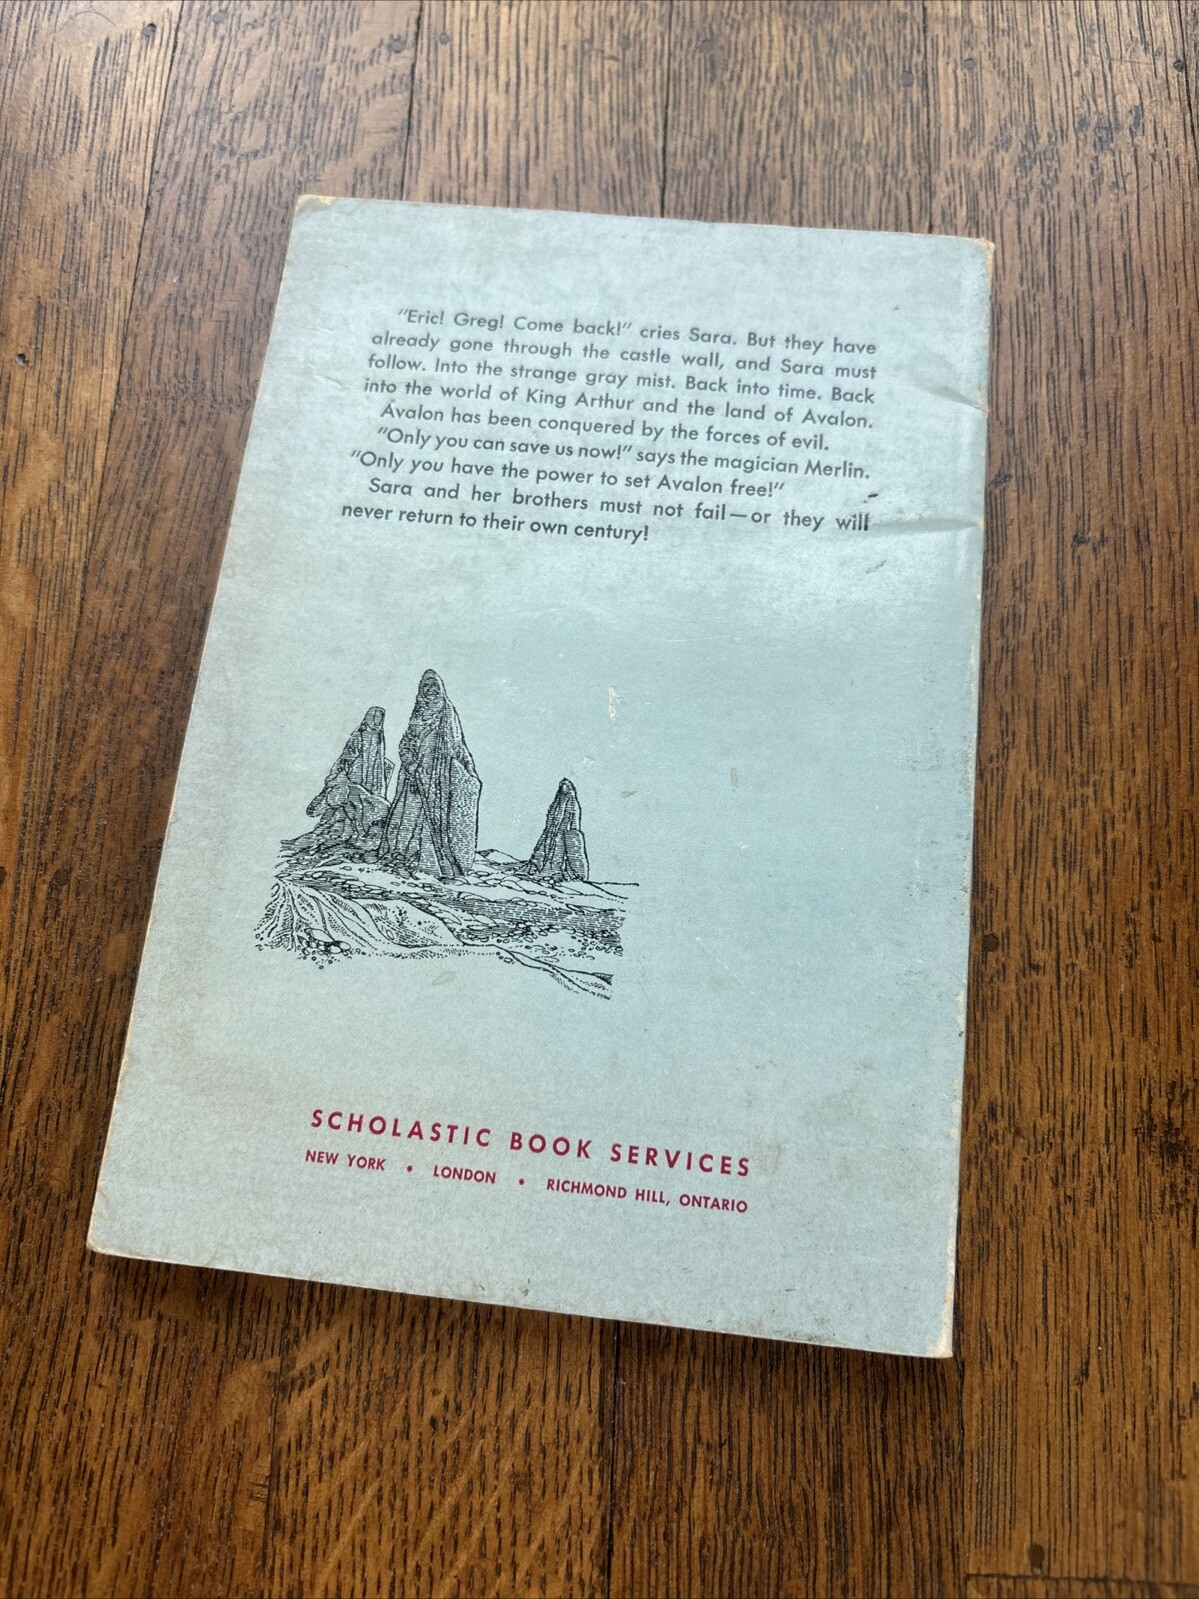 "Eric! Greg! Come back!" cries Sara. But they have
already gone through the castle wall, and Sara must
follow. Into the strange gray mist. Back into time. Back
into the world of King Arthur and the land of Avalon.
Avalon has been conquered by the forces of evil.
"Only you can save us now!" says the magician Merlin.
"Only you have the power to set Avalon free!"
Sara and her brothers must not fail—or they will
never return to their own century!
SCHOLASTIC BOOK SERVICES
NEW YORK • LONDON • RICHMOND HILL, ONTARIO